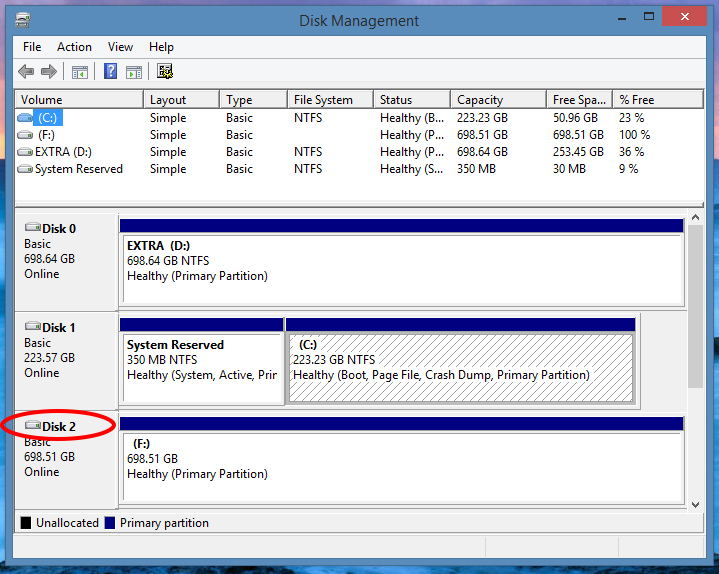 Disk Management
File Action View Help
Volume Layout Type File System Status Capacity Free Spa... % Free
(C:) Simple Basic NTFS Healthy (B... 223.23 GB 50.96 GB 23 %
(F:) Simple Basic Healthy (P... 698.51 GB 698.51 GB 100 %
EXTRA (D:) Simple Basic NTFS Healthy (P... 698.64 GB 253.45 GB 36 %
System Reserved Simple Basic NTFS Healthy (S... 350 MB 30 MB 9 %
Disk 0
Basic
698.64 GB
Online
EXTRA (D:)
698.64 GB NTFS
Healthy (Primary Partition)
Disk 1
Basic
223.57 GB
Online
System Reserved
350 MB NTFS
Healthy (System, Active, Prin
(C:)
223.23 GB NTFS
Healthy (Boot, Page File, Crash Dump, Primary Partition)
Disk 2
Basic
698.51 GB
Online
(F:)
698.51 GB
Healthy (Primary Partition)
Unallocated Primary partition